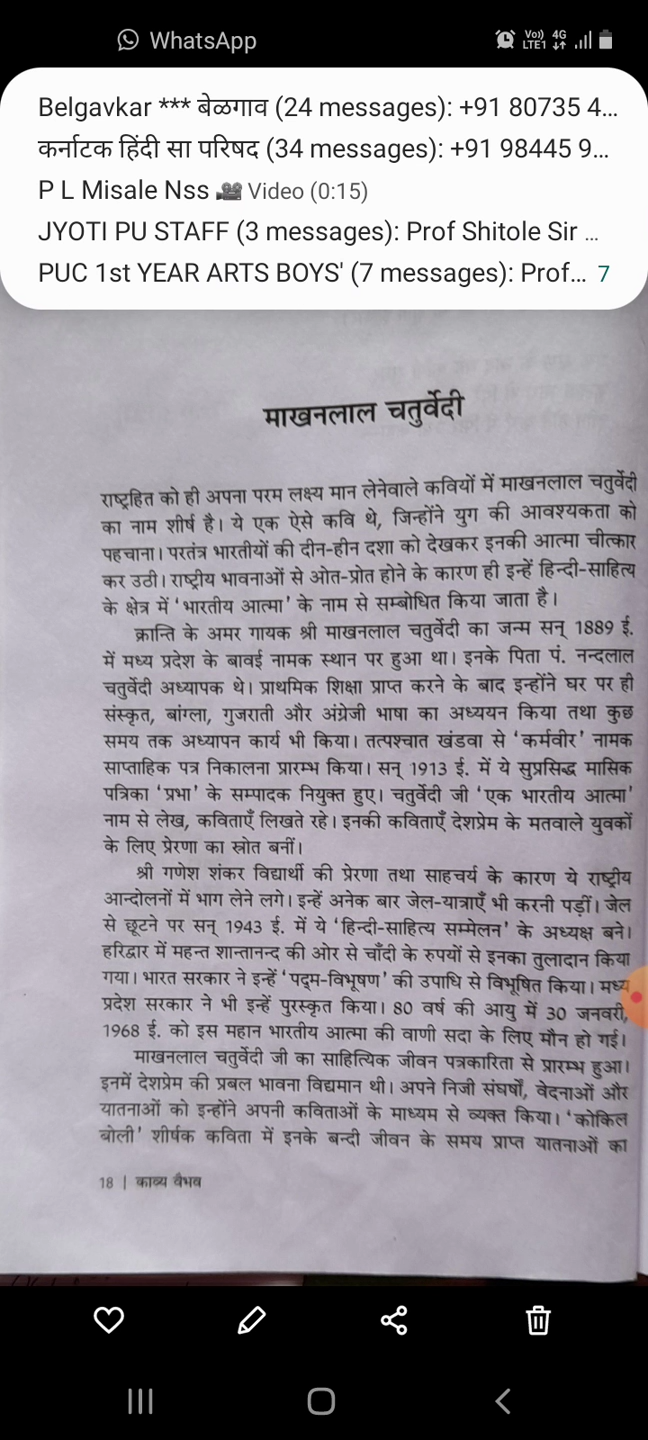 WhatsApp
Vo)) 4G
LTE1
Belgavkar *** बेळगाव (24 messages): +91 80735 4...
कर्नाटक हिंदी सा परिषद (34 messages): +91 98445 9...
P L Misale Nss 🎥 Video (0:15)
JYOTI PU STAFF (3 messages): Prof Shitole Sir ...
PUC 1st YEAR ARTS BOYS' (7 messages): Prof... 7
माखनलाल चतुर्वेदी
राष्ट्रहित को ही अपना परम लक्ष्य मान लेनेवाले कवियों में माखनलाल चतुर्वेदी
का नाम शीर्ष है। ये एक ऐसे कवि थे, जिन्होंने युग की आवश्यकता को
पहचाना। परतंत्र भारतीयों की दीन-हीन दशा को देखकर इनकी आत्मा चीत्कार
कर उठी। राष्ट्रीय भावनाओं से ओत-प्रोत होने के कारण ही इन्हें हिन्दी-साहित्य
के क्षेत्र में 'भारतीय आत्मा' के नाम से सम्बोधित किया जाता है।
क्रान्ति के अमर गायक श्री माखनलाल चतुर्वेदी का जन्म सन् 1889 ई.
में मध्य प्रदेश के बावई नामक स्थान पर हुआ था। इनके पिता पं. नन्दलाल
चतुर्वेदी अध्यापक थे। प्राथमिक शिक्षा प्राप्त करने के बाद इन्होंने घर पर ही
संस्कृत, बांग्ला, गुजराती और अंग्रेजी भाषा का अध्ययन किया तथा कुछ
समय तक अध्यापन कार्य भी किया। तत्पश्चात खंडवा से 'कर्मवीर' नामक
साप्ताहिक पत्र निकालना प्रारम्भ किया। सन् 1913 ई. में ये सुप्रसिद्ध मासिक
पत्रिका 'प्रभा' के सम्पादक नियुक्त हुए। चतुर्वेदी जी 'एक भारतीय आत्मा'
नाम से लेख, कविताएँ लिखते रहे। इनकी कविताएँ देशप्रेम के मतवाले युवकों
के लिए प्रेरणा का स्रोत बनीं।
श्री गणेश शंकर विद्यार्थी की प्रेरणा तथा साहचर्य के कारण ये राष्ट्रीय
आन्दोलनों में भाग लेने लगे। इन्हें अनेक बार जेल-यात्राएँ भी करनी पड़ीं। जेल
से छूटने पर सन् 1943 ई. में ये 'हिन्दी-साहित्य सम्मेलन' के अध्यक्ष बने।
हरिद्वार में महन्त शान्तानन्द की ओर से चाँदी के रुपयों से इनका तुलादान किया
गया। भारत सरकार ने इन्हें 'पद्म-विभूषण' की उपाधि से विभूषित किया। मध्य
प्रदेश सरकार ने भी इन्हें पुरस्कृत किया। 80 वर्ष की आयु में 30 जनवरी,
1968 ई. को इस महान भारतीय आत्मा की वाणी सदा के लिए मौन हो गई।
माखनलाल चतुर्वेदी जी का साहित्यिक जीवन पत्रकारिता से प्रारम्भ हुआ।
इनमें देशप्रेम की प्रबल भावना विद्यमान थी। अपने निजी संघर्षों, वेदनाओं और
यातनाओं को इन्होंने अपनी कविताओं के माध्यम से व्यक्त किया। 'कोकिल
बोली' शीर्षक कविता में इनके बन्दी जीवन के समय प्राप्त यातनाओं का
18 | काव्य वैभव